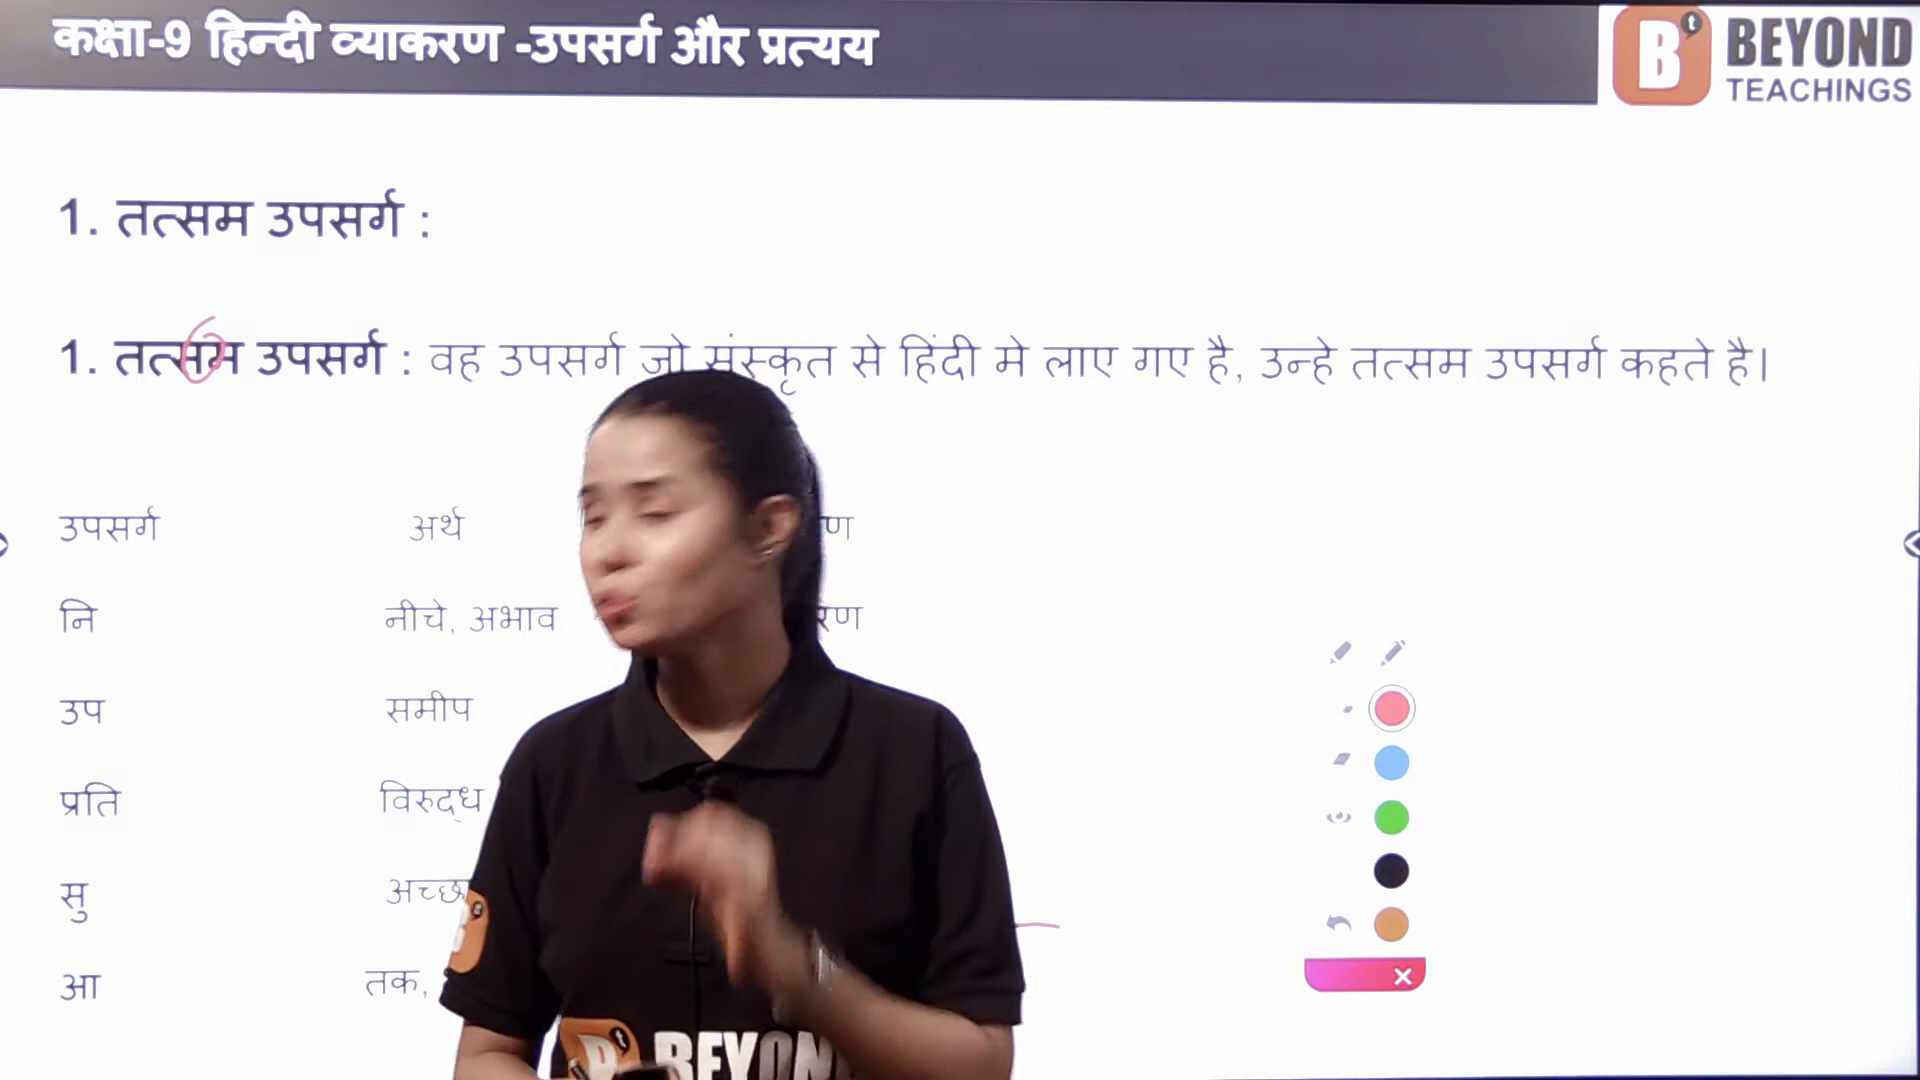 कक्षा-9 हिन्दी व्याकरण -उपसर्ग और प्रत्यय
B t BEYOND
TEACHINGS
1. तत्सम उपसर्ग :
1. तत्सम उपसर्ग : वह उपसर्ग जो संस्कृत से हिंदी मे लाए गए है, उन्हे तत्सम उपसर्ग कहते है।
उपसर्ग अर्थ
नि नीचे, अभाव
उप समीप
प्रति विरुद्ध
सु
आ तक,
BEYON